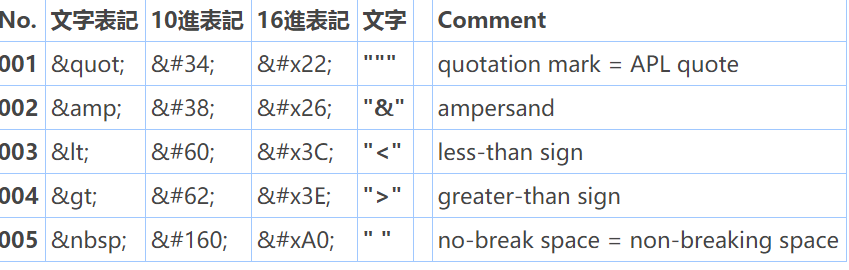 No. 文字表記 10進表記 16進表記 文字 Comment
001 &quot; &#34; &#x22; """ quotation mark = APL quote
002 &amp; &#38; &#x26; "&" ampersand
003 &lt; &#60; &#x3C; "<" less-than sign
004 &gt; &#62; &#x3E; ">" greater-than sign
005 &nbsp; &#160; &#xA0; " " no-break space = non-breaking space